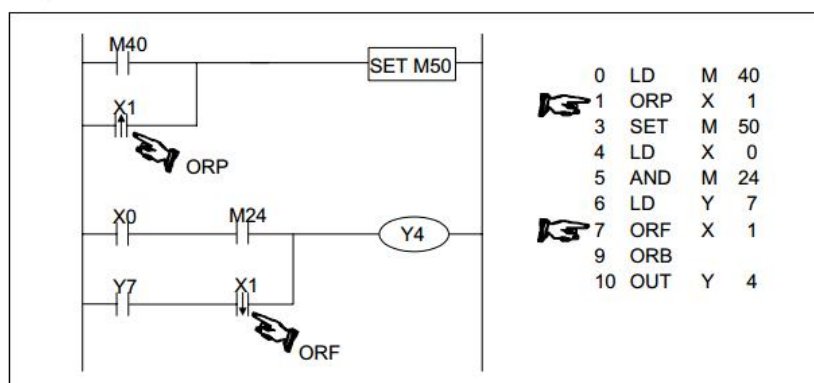 M40
SET M50
X1
ORP
X0 M24
Y4
Y7 X1
ORF
0 LD M 40
1 ORP X 1
3 SET M 50
4 LD X 0
5 AND M 24
6 LD Y 7
7 ORF X 1
9 ORB
10 OUT Y 4